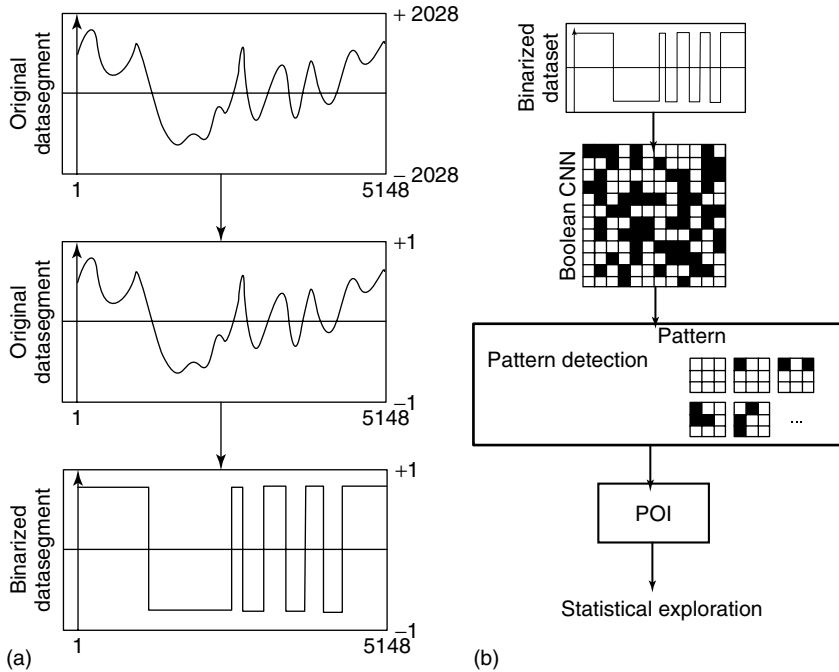 + 2028
Original
datasegment
− 2028
1
5148
+1
Original
datasegment
−1
1
5148
+1
Binarized
datasegment
−1
1
5148
(a)
Binarized
dataset
Boolean CNN
Pattern
Pattern detection
...
POI
Statistical exploration
(b)